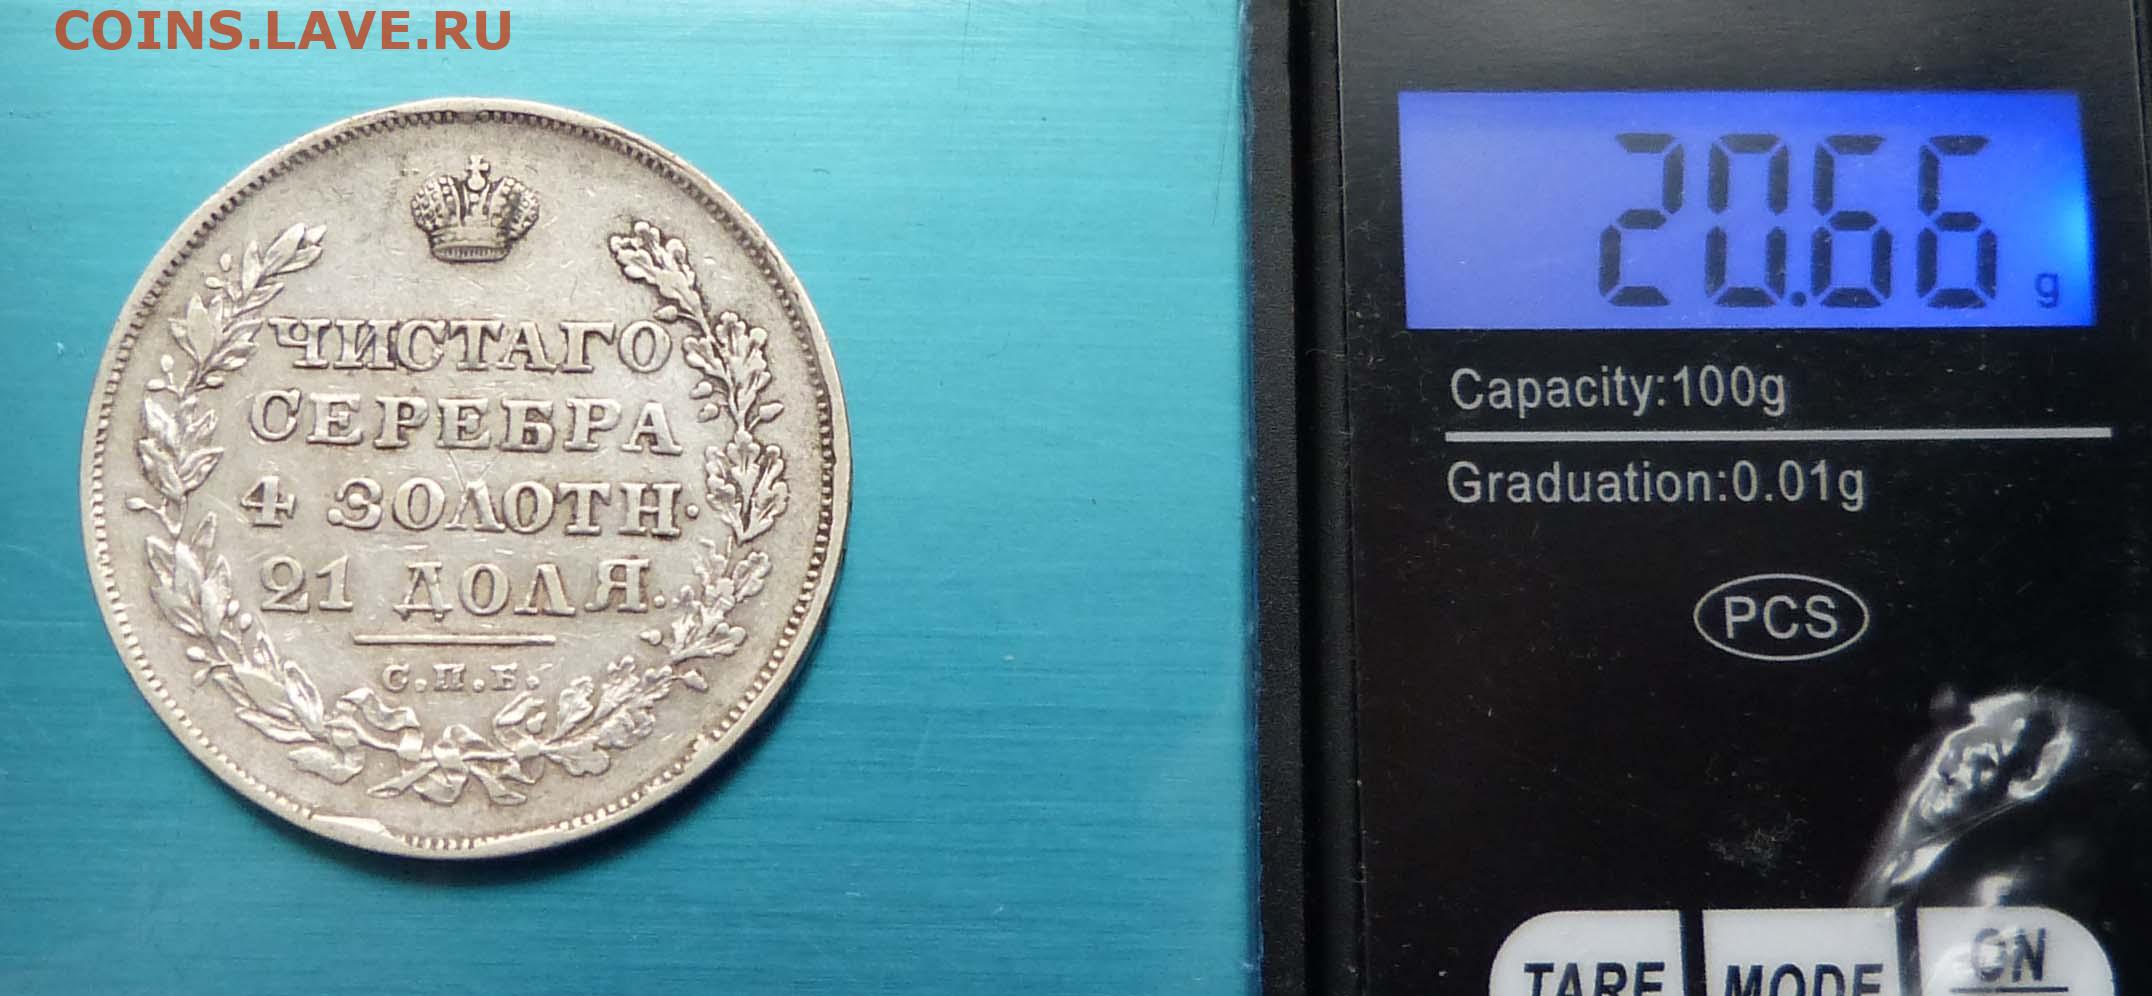 COINS.LAVE.RU
ЧИСТАГО
СЕРЕБРА
4 ЗОЛОТН.
21 ДОЛЯ.
С.П.Б.
20.66 g
Capacity:100g
Graduation:0.01g
PCS
TARE MODE ON